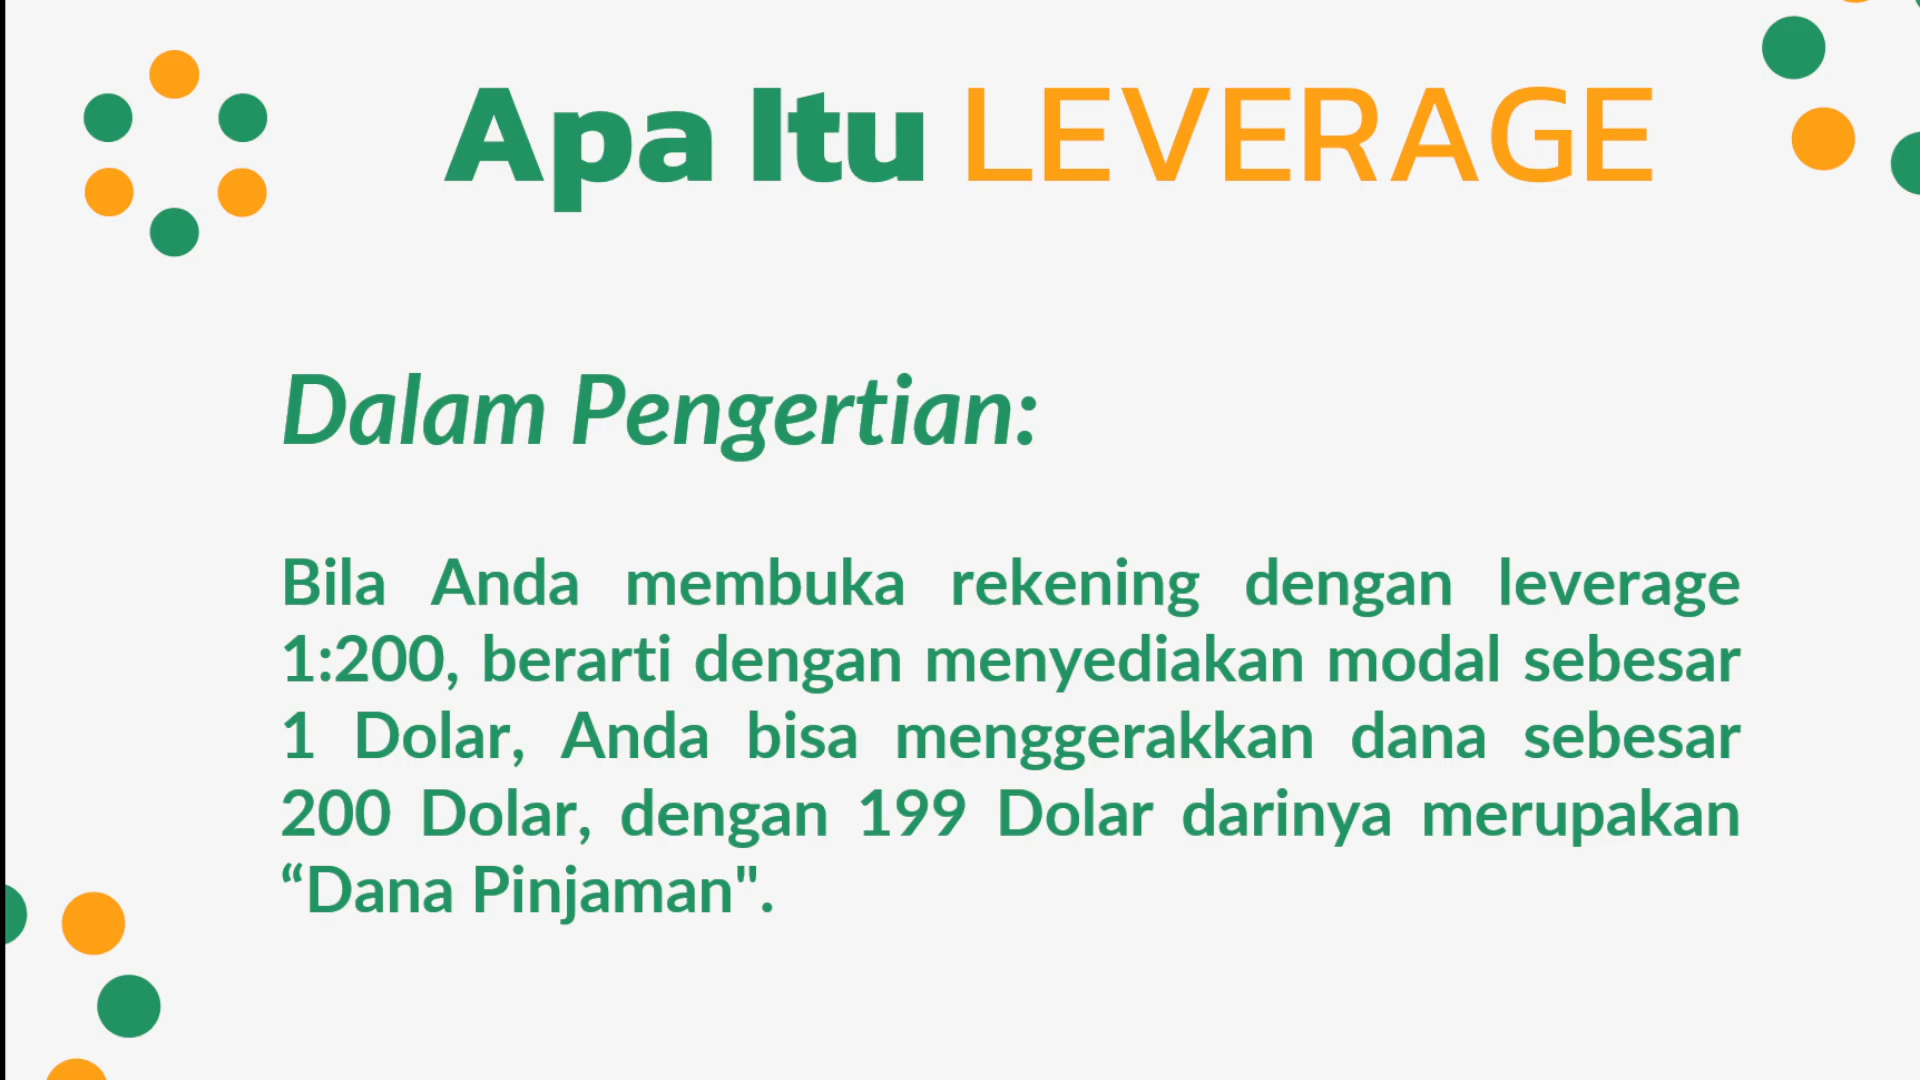 Apa Itu LEVERAGE
Dalam Pengertian:
Bila Anda membuka rekening dengan leverage
1:200, berarti dengan menyediakan modal sebesar
1 Dolar, Anda bisa menggerakkan dana sebesar
200 Dolar, dengan 199 Dolar darinya merupakan
“Dana Pinjaman".